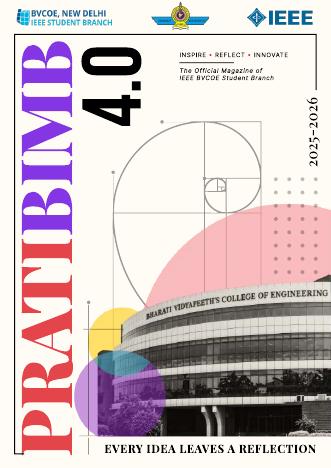 BVCOE, NEW DELHI
IEEE STUDENT BRANCH
IEEE
PRATIBIMB
4.0
INSPIRE • REFLECT • INNOVATE
The Official Magazine of
IEEE BVCOE Student Branch
2025-2026
BHARATI VIDYAPEETH'S COLLEGE OF ENGINEERING
EVERY IDEA LEAVES A REFLECTION